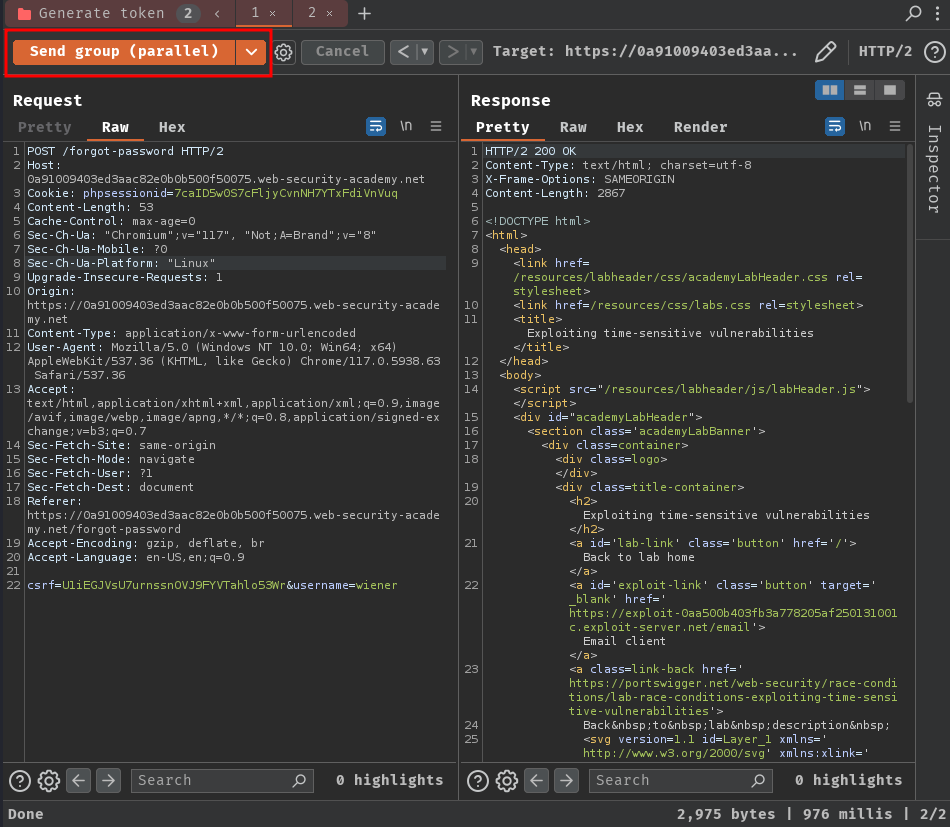 Generate token 2 < 1 × 2 × +
Send group (parallel) Cancel < > Target: https://0a91009403ed3aa... HTTP/2 ?
Request
Pretty Raw Hex \n
1 POST /forgot-password HTTP/2
2 Host:
0a91009403ed3aac82e0b0b500f50075.web-security-academy.net
3 Cookie: phpsessionid=7caID5wOS7cFljyCvnNH7YTxFdiVnVuq
4 Content-Length: 53
5 Cache-Control: max-age=0
6 Sec-Ch-Ua: "Chromium";v="117", "Not;A=Brand";v="8"
7 Sec-Ch-Ua-Mobile: ?0
8 Sec-Ch-Ua-Platform: "Linux"
9 Upgrade-Insecure-Requests: 1
10 Origin:
https://0a91009403ed3aac82e0b0b500f50075.web-security-acade
my.net
11 Content-Type: application/x-www-form-urlencoded
12 User-Agent: Mozilla/5.0 (Windows NT 10.0; Win64; x64)
AppleWebKit/537.36 (KHTML, like Gecko) Chrome/117.0.5938.63
Safari/537.36
13 Accept:
text/html,application/xhtml+xml,application/xml;q=0.9,image
/avif,image/webp,image/apng,*/*;q=0.8,application/signed-ex
change;v=b3;q=0.7
14 Sec-Fetch-Site: same-origin
15 Sec-Fetch-Mode: navigate
16 Sec-Fetch-User: ?1
17 Sec-Fetch-Dest: document
18 Referer:
https://0a91009403ed3aac82e0b0b500f50075.web-security-acade
my.net/forgot-password
19 Accept-Encoding: gzip, deflate, br
20 Accept-Language: en-US,en;q=0.9
21
22 csrf=U1iEGJVsU7urnssnOVJ9FYVTahlo53Wr&username=wiener
Response
Pretty Raw Hex Render \n
1 HTTP/2 200 OK
2 Content-Type: text/html; charset=utf-8
3 X-Frame-Options: SAMEORIGIN
4 Content-Length: 2867
5
6 <!DOCTYPE html>
7 <html>
8 <head>
9 <link href=
/resources/labheader/css/academyLabHeader.css rel=
stylesheet>
10 <link href=/resources/css/labs.css rel=stylesheet>
11 <title>
Exploiting time-sensitive vulnerabilities
</title>
12 </head>
13 <body>
14 <script src="/resources/labheader/js/labHeader.js">
</script>
15 <div id="academyLabHeader">
16 <section class='academyLabBanner'>
17 <div class=container>
18 <div class=logo>
</div>
19 <div class=title-container>
20 <h2>
Exploiting time-sensitive vulnerabilities
</h2>
21 <a id='lab-link' class='button' href='/'>
Back to lab home
</a>
22 <a id='exploit-link' class='button' target='
_blank' href='
https://exploit-0aa500b403fb3a778205af250131001
c.exploit-server.net/email'>
Email client
</a>
23 <a class=link-back href='
https://portswigger.net/web-security/race-condi
tions/lab-race-conditions-exploiting-time-sensi
tive-vulnerabilities'>
24 Back&nbsp;to&nbsp;lab&nbsp;description&nbsp;
25 <svg version=1.1 id=Layer_1 xmlns='
http://www.w3.org/2000/svg' xmlns:xlink='
Inspector
? Search 0 highlights
? Search 0 highlights
Done 2,975 bytes | 976 millis | 2/2